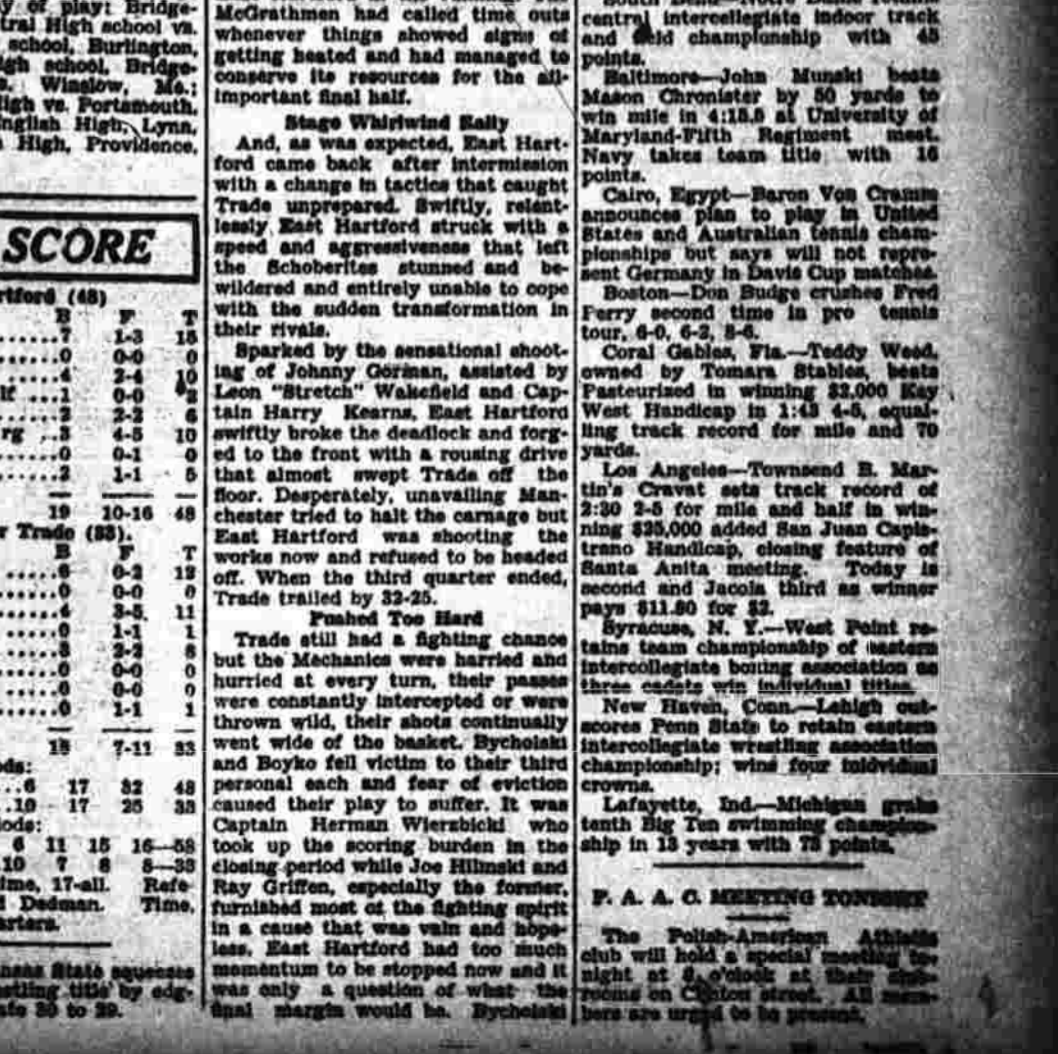 y of play: Bridge-
tral High school vs.
school, Burlington,
igh school, Bridge-
Winslow, Me.;
High vs. Portsmouth.
English High, Lynn,
High, Providence,
SCORE
rtford (48)
B F T
.....7 1-3 15
.....0 0-0 0
.....4 2-4 10
lf ...1 0-0 2
.....2 2-2 6
rg ..3 4-5 10
.....0 0-1 0
.....2 1-1 5
19 10-16 48
r Trade (33).
B F T
.....6 0-2 12
.....0 0-0 0
.....4 3-5 11
.....0 1-1 1
.....3 2-2 8
.....0 0-0 0
.....0 0-0 0
.....0 1-1 1
13 7-11 33
ods:
...6 17 32 48
..10 17 25 33
iods:
6 11 15 16—
.10 7 8 8—33
time, 17-all. Refe-
Dedman. Time,
arters.
nsas State squeezes
estling title by edg-
to 29.
McGrathmen had called time outs
whenever things showed signs of
getting heated and had managed to
conserve its resources for the all-
important final half.
Stage Whirlwind Rally
And, as was expected, East Hart-
ford came back after intermission
with a change in tactics that caught
Trade unprepared. Swiftly, relent-
lessly East Hartford struck with a
speed and aggressiveness that left
the Schoberites stunned and be-
wildered and entirely unable to cope
with the sudden transformation in
their rivals.
Sparked by the sensational shoot-
ing of Johnny Gorman, assisted by
Leon "Stretch" Wakefield and Cap-
tain Harry Kearns, East Hartford
swiftly broke the deadlock and forg-
ed to the front with a rousing drive
that almost swept Trade off the
floor. Desperately, unavailing Man-
chester tried to halt the carnage but
East Hartford was shooting the
works now and refused to be headed
off. When the third quarter ended,
Trade trailed by 32-25.
Pushed Too Hard
Trade still had a fighting chance
but the Mechanics were harried and
hurried at every turn, their passes
were constantly intercepted or were
thrown wild, their shots continually
went wide of the basket. Bycholski
and Boyko fell victim to their third
personal each and fear of eviction
caused their play to suffer. It was
Captain Herman Wierzbicki who
took up the scoring burden in the
closing period while Joe Hilinski and
Ray Griffen, especially the former,
furnished most of the fighting spirit
in a cause that was vain and hope-
less. East Hartford had too much
momentum to be stopped now and it
was only a question of what the
final margin would be. Bycholski
South Bend—Notre Dame retains
central intercollegiate indoor track
and field championship with 45
points.
Baltimore—John Munski beats
Mason Chronister by 50 yards to
win mile in 4:15.5 at University of
Maryland-Fifth Regiment meet.
Navy takes team title with 16
points.
Cairo, Egypt—Baron Von Cramm
announces plan to play in United
States and Australian tennis cham-
pionships but says will not repre-
sent Germany in Davis Cup matches.
Boston—Don Budge crushes Fred
Perry second time in pro tennis
tour, 6-0, 6-2, 8-6.
Coral Gables, Fla.—Teddy Weed,
owned by Tomara Stables, beats
Pasteurized in winning $2,000 Key
West Handicap in 1:43 4-5, equal-
ling track record for mile and 70
yards.
Los Angeles—Townsend B. Mar-
tin's Cravat sets track record of
2:30 2-5 for mile and half in win-
ning $25,000 added San Juan Capis-
trano Handicap, closing feature of
Santa Anita meeting. Today is
second and Jacola third as winner
pays $11.80 for $2.
Syracuse, N. Y.—West Point re-
tains team championship of eastern
intercollegiate boxing association as
three cadets win individual titles.
New Haven, Conn.—Lehigh out-
scores Penn State to retain eastern
intercollegiate wrestling association
championship; wins four inidvidual
crowns.
Lafayette, Ind.—Michigan grabs
tenth Big Ten swimming champion-
ship in 13 years with 73 points.
P. A. A. C. MEETING TONIGHT
The Polish-American Athletic
club will hold a special meeting to-
night at o'clock at their club-
rooms on Clinton street. All mem-
bers are urged to be present.